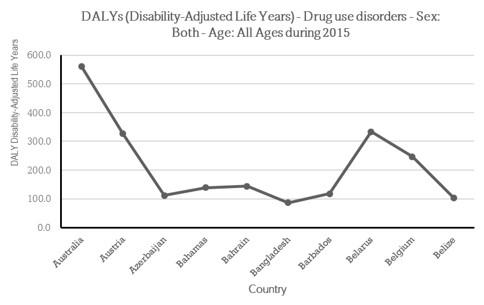 DALYs (Disability-Adjusted Life Years) - Drug use disorders - Sex:
Both - Age: All Ages during 2015
DALY Disability-Adjusted Life Years
600.0
500.0
400.0
300.0
200.0
100.0
0.0
Australia
Austria
Azerbaijan
Bahamas
Bahrain
Bangladesh
Barbados
Belarus
Belgium
Belize
Country